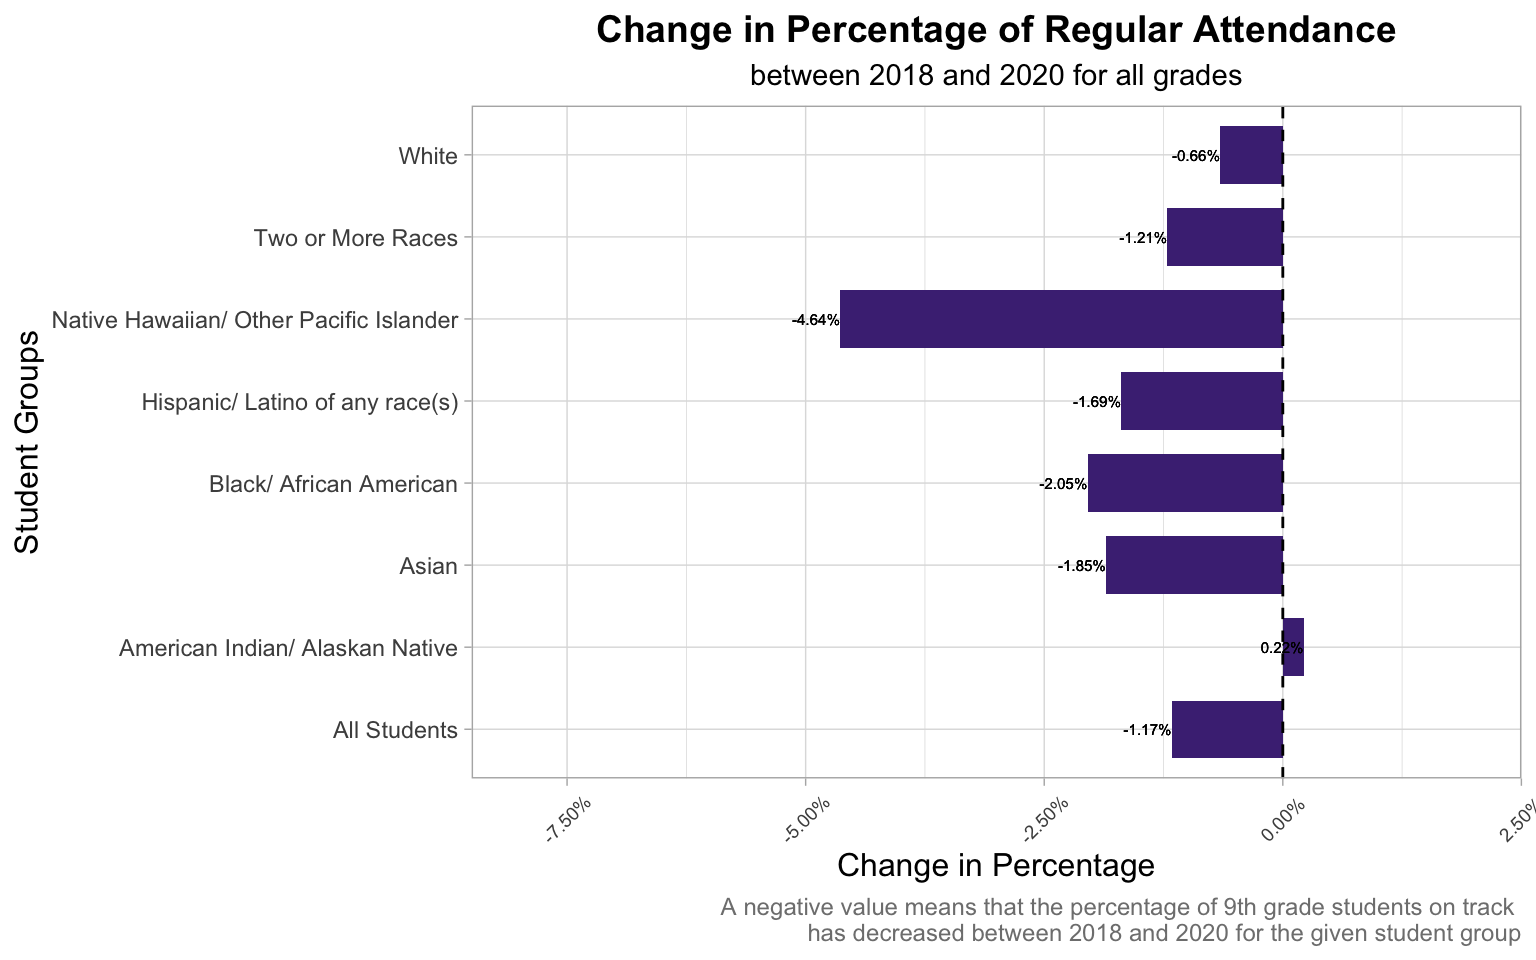 Change in Percentage of Regular Attendance
between 2018 and 2020 for all grades
Student Groups
White
-0.66%
Two or More Races
-1.21%
Native Hawaiian/ Other Pacific Islander
-4.64%
Hispanic/ Latino of any race(s)
-1.69%
Black/ African American
-2.05%
Asian
-1.85%
American Indian/ Alaskan Native
0.22%
All Students
-1.17%
-7.50% -5.00% -2.50% 0.00% 2.50%
Change in Percentage
A negative value means that the percentage of 9th grade students on track
has decreased between 2018 and 2020 for the given student group